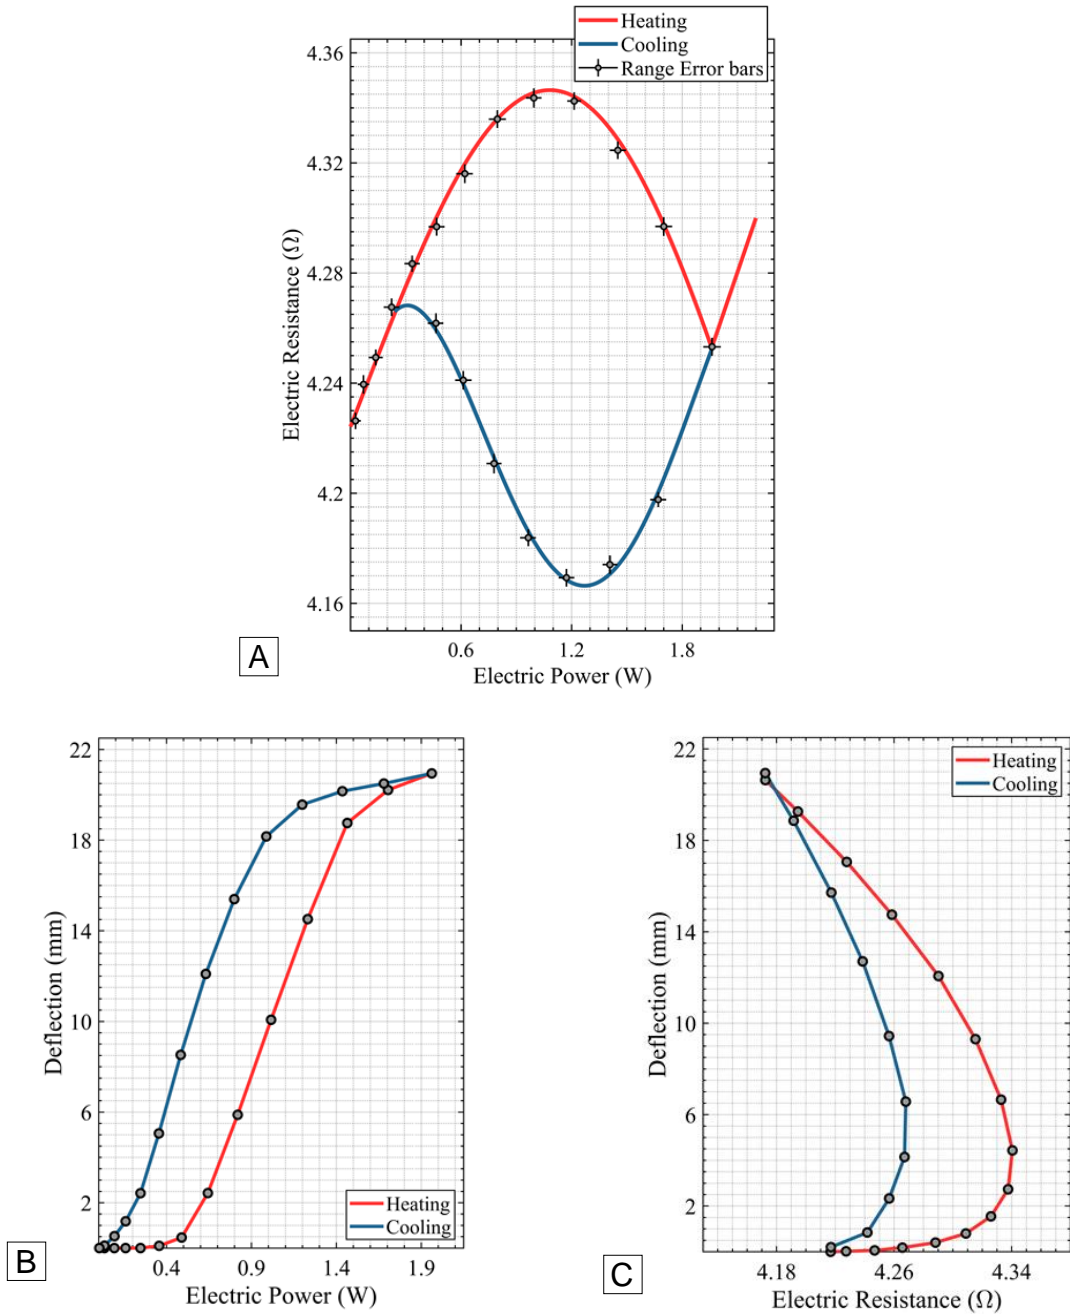 Heating
Cooling
Range Error bars
4.36
4.32
4.28
4.24
4.2
4.16
Electric Resistance (Ω)
0.6 1.2 1.8
Electric Power (W)
A
22
18
14
10
6
2
Deflection (mm)
Heating
Cooling
0.4 0.9 1.4 1.9
Electric Power (W)
B
22
18
14
10
6
2
Deflection (mm)
Heating
Cooling
4.18 4.26 4.34
Electric Resistance (Ω)
C